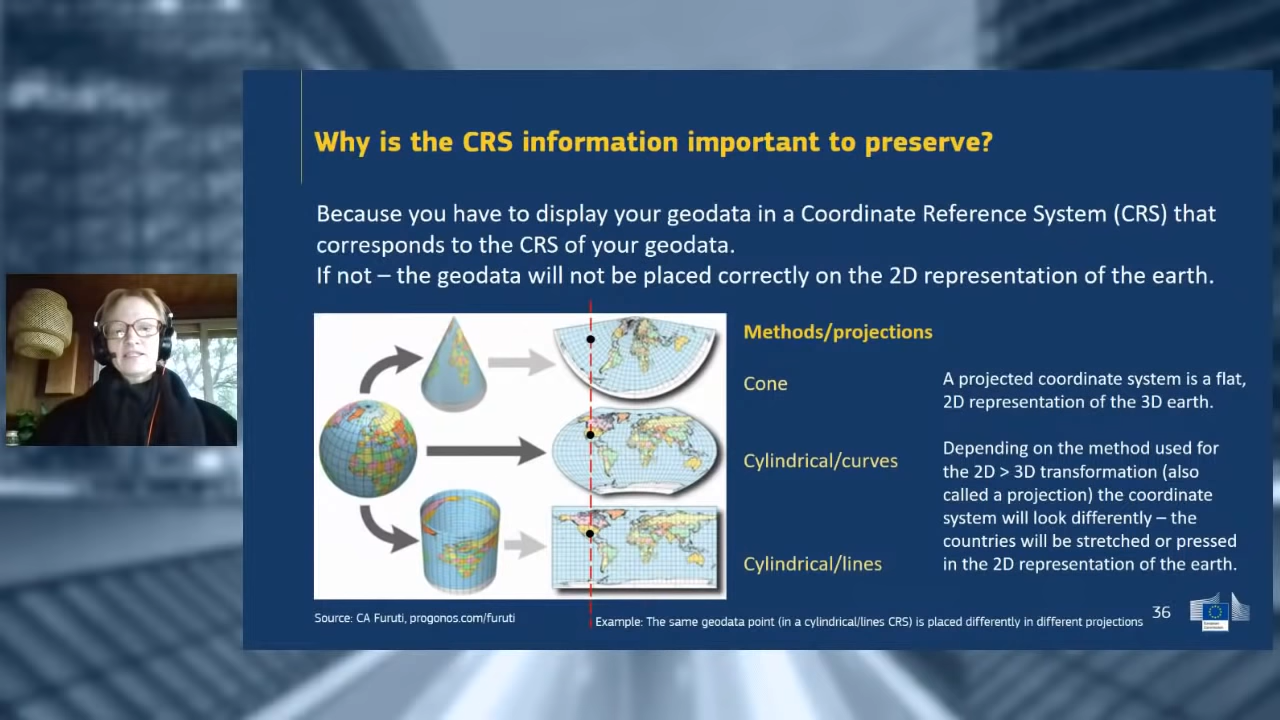 Why is the CRS information important to preserve?
Because you have to display your geodata in a Coordinate Reference System (CRS) that
corresponds to the CRS of your geodata.
If not – the geodata will not be placed correctly on the 2D representation of the earth.
Methods/projections
Cone
Cylindrical/curves
Cylindrical/lines
A projected coordinate system is a flat,
2D representation of the 3D earth.
Depending on the method used for
the 2D > 3D transformation (also
called a projection) the coordinate
system will look differently – the
countries will be stretched or pressed
in the 2D representation of the earth.
Source: CA Furuti, progonos.com/furuti
Example: The same geodata point (in a cylindrical/lines CRS) is placed differently in different projections
36
European
Commission